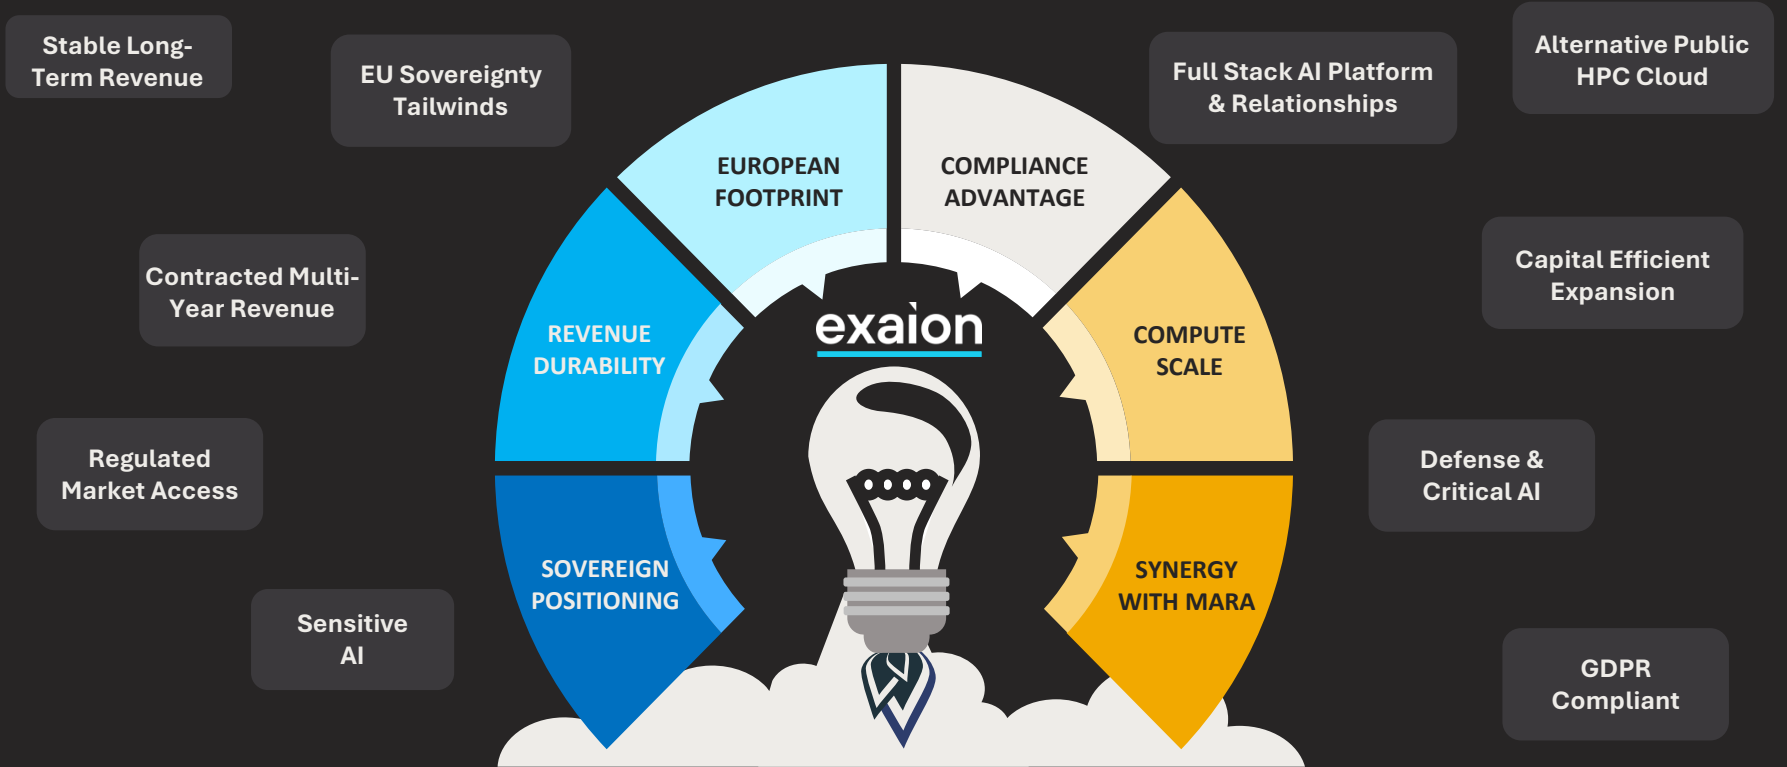 Stable Long-
Term Revenue
EU Sovereignty
Tailwinds
Full Stack AI Platform
& Relationships
Alternative Public
HPC Cloud
EUROPEAN
FOOTPRINT
COMPLIANCE
ADVANTAGE
Contracted Multi-
Year Revenue
Capital Efficient
Expansion
REVENUE
DURABILITY
exaion
COMPUTE
SCALE
Regulated
Market Access
Defense &
Critical AI
SOVEREIGN
POSITIONING
SYNERGY
WITH MARA
Sensitive
AI
GDPR
Compliant